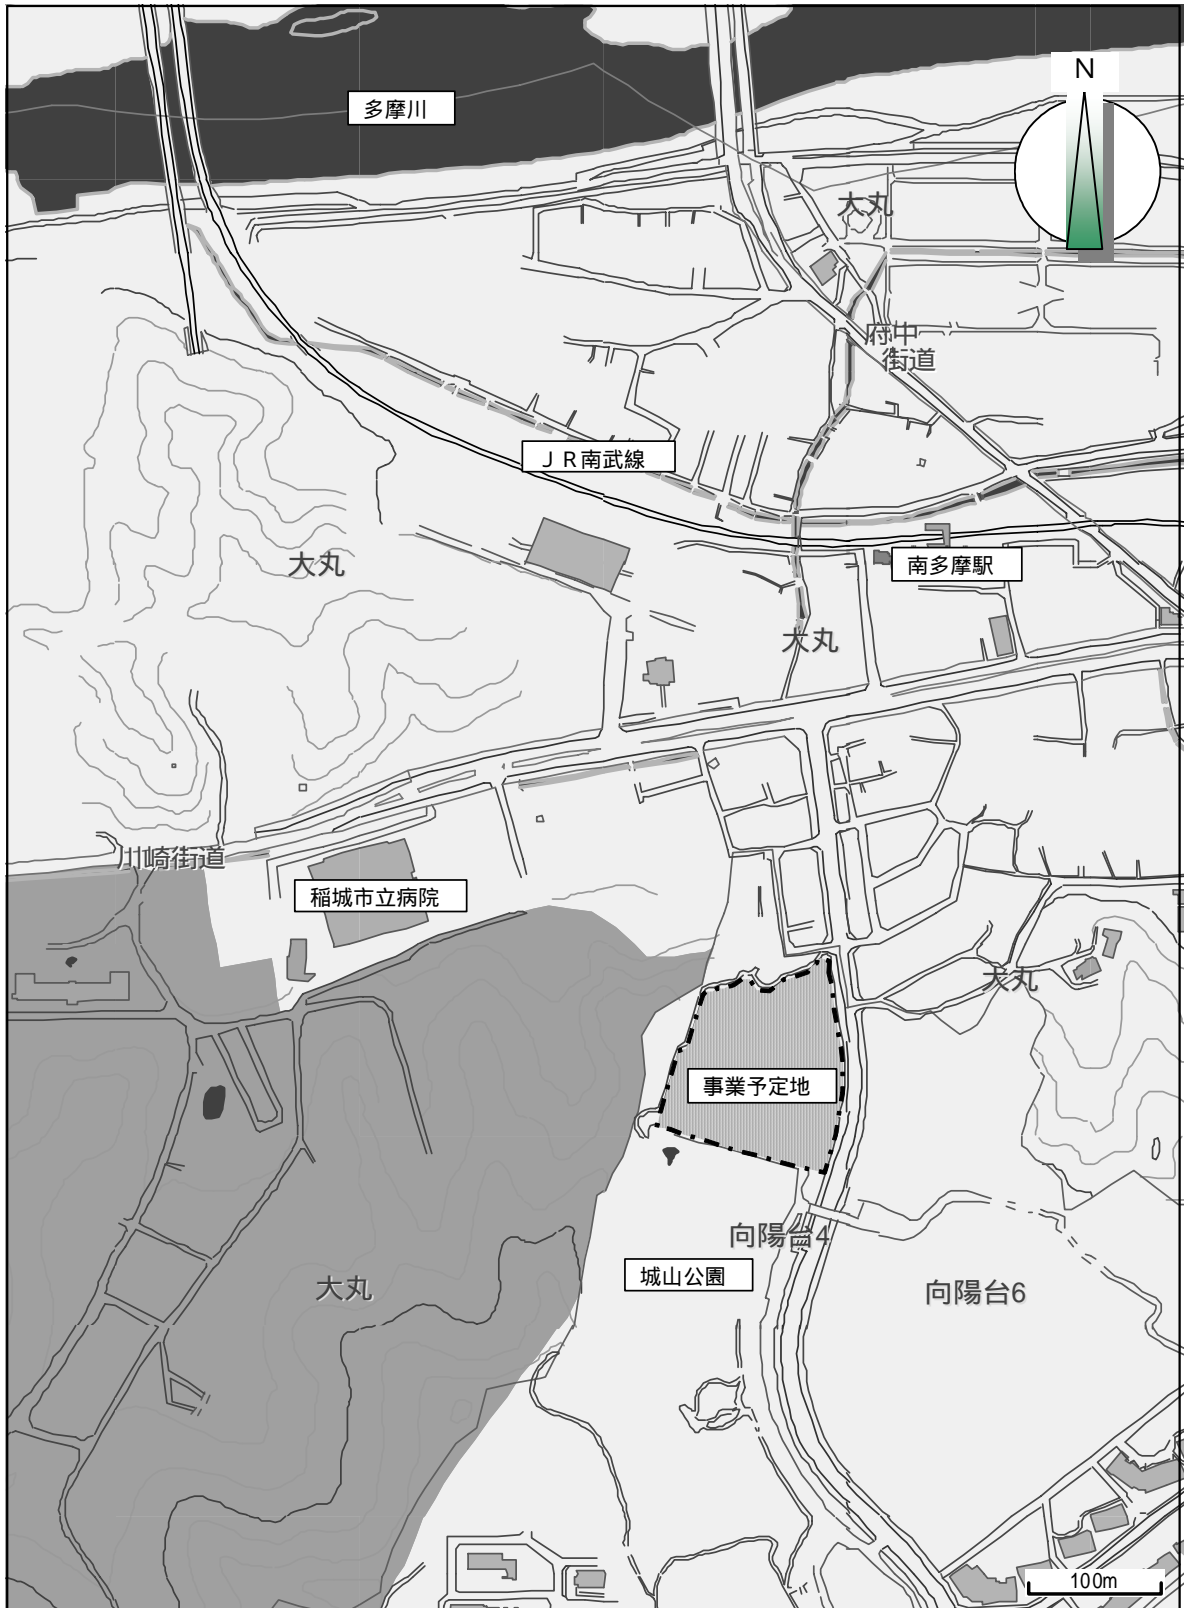 N
多摩川
大丸
府中
街道
ＪＲ南武線
南多摩駅
大丸
大丸
川崎街道
稲城市立病院
大丸
事業予定地
向陽台4
城山公園
大丸
向陽台6
100m